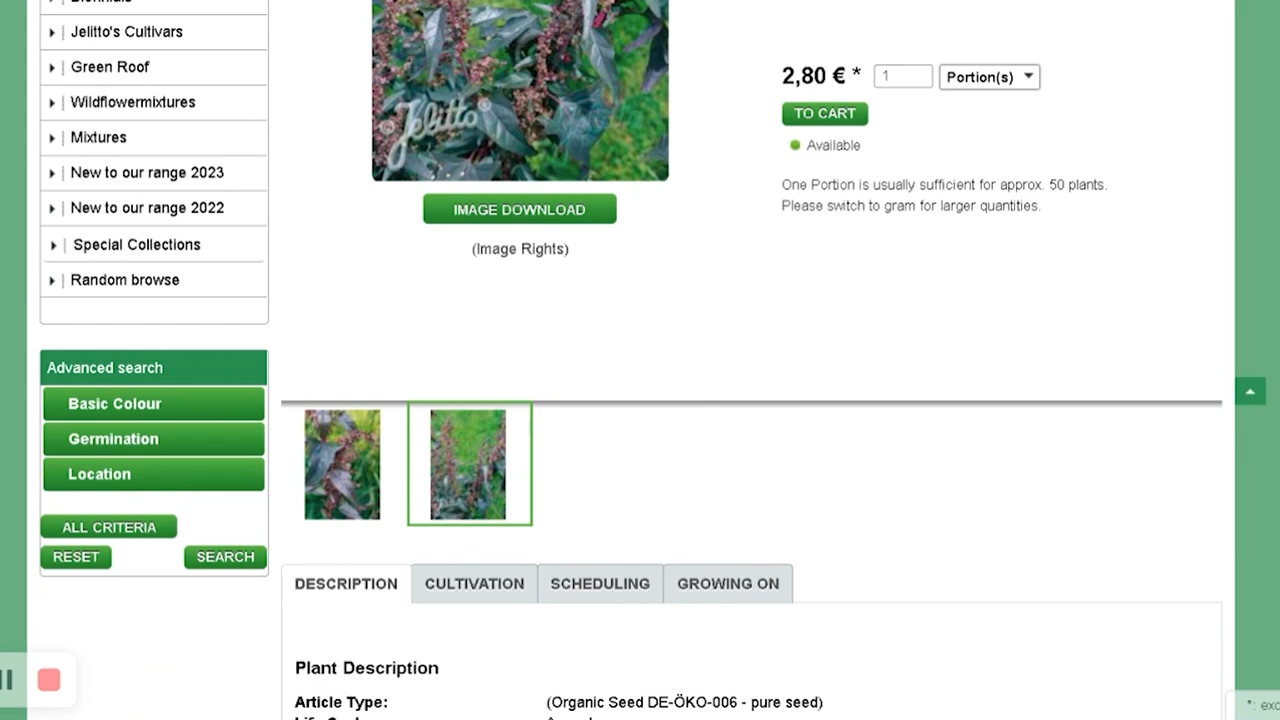 Jelitto's Cultivars
Green Roof
Wildflowermixtures
Mixtures
New to our range 2023
New to our range 2022
Special Collections
Random browse
Advanced search
Basic Colour
Germination
Location
ALL CRITERIA
RESET SEARCH
Jelitto
IMAGE DOWNLOAD
(Image Rights)
2,80 € * 1 Portion(s)
TO CART
Available
One Portion is usually sufficient for approx. 50 plants.
Please switch to gram for larger quantities.
DESCRIPTION CULTIVATION SCHEDULING GROWING ON
Plant Description
Article Type: (Organic Seed DE-ÖKO-006 - pure seed)